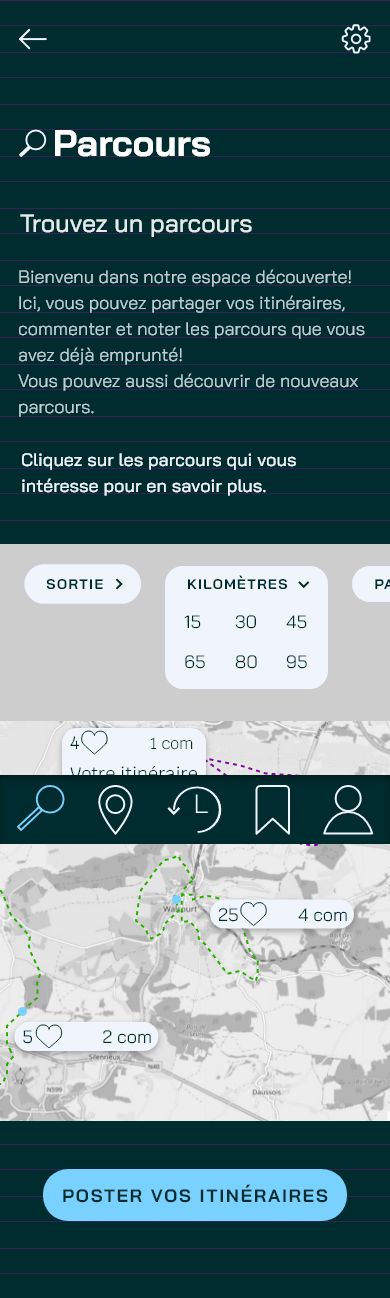 Parcours
Trouvez un parcours
Bienvenu dans notre espace découverte!
Ici, vous pouvez partager vos itinéraires,
commenter et noter les parcours que vous
avez déjà emprunté!
Vous pouvez aussi découvrir de nouveaux
parcours.
Cliquez sur les parcours qui vous
intéresse pour en savoir plus.
SORTIE
KILOMÈTRES
PA
15 30 45
65 80 95
4 1 com
Votre itinéraire
25 4 com
5 2 com
Silenrieux
N40
N599
Daussois
POSTER VOS ITINÉRAIRES